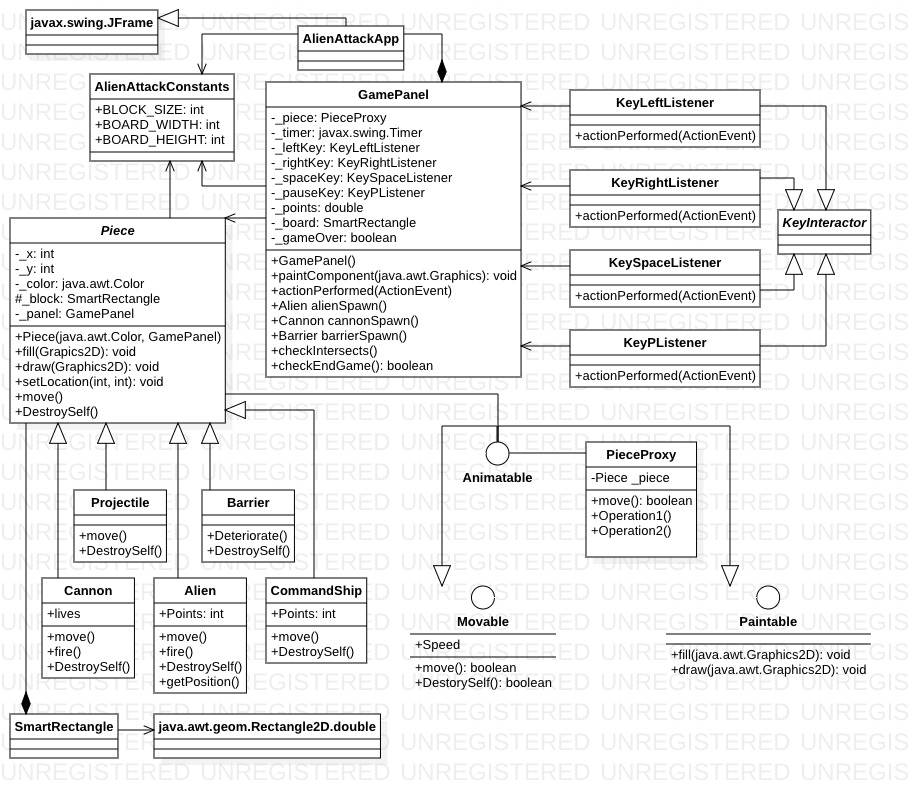 javax.swing.JFrame
AlienAttackApp
AlienAttackConstants
+BLOCK_SIZE: int
+BOARD_WIDTH: int
+BOARD_HEIGHT: int
GamePanel
-_piece: PieceProxy
-_timer: javax.swing.Timer
-_leftKey: KeyLeftListener
-_rightKey: KeyRightListener
-_spaceKey: KeySpaceListener
-_pauseKey: KeyPListener
-_points: double
-_board: SmartRectangle
-_gameOver: boolean
+GamePanel()
+paintComponent(java.awt.Graphics): void
+actionPerformed(ActionEvent)
+Alien alienSpawn()
+Cannon cannonSpawn()
+Barrier barrierSpawn()
+checkIntersects()
+checkEndGame(): boolean
KeyLeftListener
+actionPerformed(ActionEvent)
KeyRightListener
+actionPerformed(ActionEvent)
KeyInteractor
KeySpaceListener
+actionPerformed(ActionEvent)
KeyPListener
+actionPerformed(ActionEvent)
Piece
-_x: int
-_y: int
-_color: java.awt.Color
#_block: SmartRectangle
-_panel: GamePanel
+Piece(java.awt.Color, GamePanel)
+fill(Grapics2D): void
+draw(Graphics2D): void
+setLocation(int, int): void
+move()
+DestroySelf()
Animatable
PieceProxy
-Piece _piece
+move(): boolean
+Operation1()
+Operation2()
Projectile
+move()
+DestroySelf()
Barrier
+Deteriorate()
+DestroySelf()
Cannon
+lives
+move()
+fire()
+DestroySelf()
Alien
+Points: int
+move()
+fire()
+DestroySelf()
+getPosition()
CommandShip
+Points: int
+move()
+DestroySelf()
Movable
+Speed
+move(): boolean
+DestorySelf(): boolean
Paintable
+fill(java.awt.Graphics2D): void
+draw(java.awt.Graphics2D): void
SmartRectangle
java.awt.geom.Rectangle2D.double